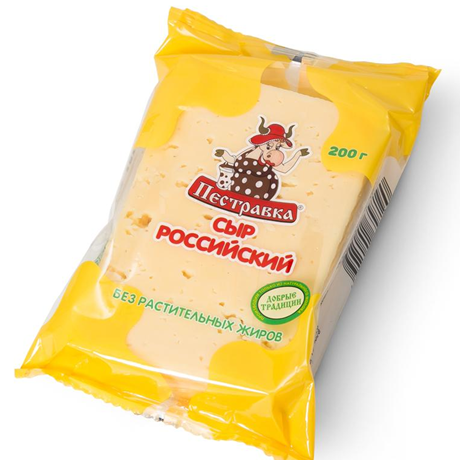 200 г
Пестравка®
СЫР
РОССИЙСКИЙ
ДОБРЫЕ
ТРАДИЦИИ
БЕЗ РАСТИТЕЛЬНЫХ ЖИРОВ